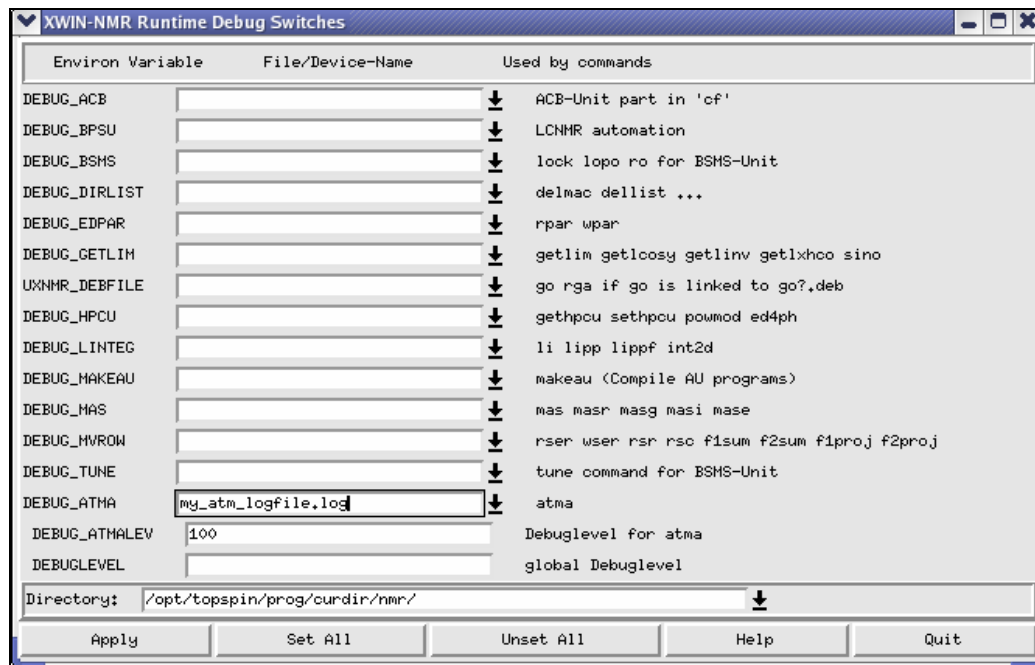 XWIN-NMR Runtime Debug Switches
Environ Variable File/Device-Name Used by commands
DEBUG_ACB ACB-Unit part in 'cf'
DEBUG_BPSU LCNMR automation
DEBUG_BSMS lock lopo ro for BSMS-Unit
DEBUG_DIRLIST delmac dellist ...
DEBUG_EDPAR rpar wpar
DEBUG_GETLIM getlim getlcosy getlinv getlxhco sino
UXNMR_DEBFILE go rga if go is linked to go?.deb
DEBUG_HPCU gethpcu sethpcu powmod ed4ph
DEBUG_LINTEG li lipp lippf int2d
DEBUG_MAKEAU makeau (Compile AU programs)
DEBUG_MAS mas masr masg masi mase
DEBUG_MVROW rser wser rsr rsc f1sum f2sum f1proj f2proj
DEBUG_TUNE tune command for BSMS-Unit
DEBUG_ATMA my_atm_logfile.log atma
DEBUG_ATMALEV 100 Debuglevel for atma
DEBUGLEVEL global Debuglevel
Directory: /opt/topspin/prog/curdir/nmr/
Apply Set All Unset All Help Quit